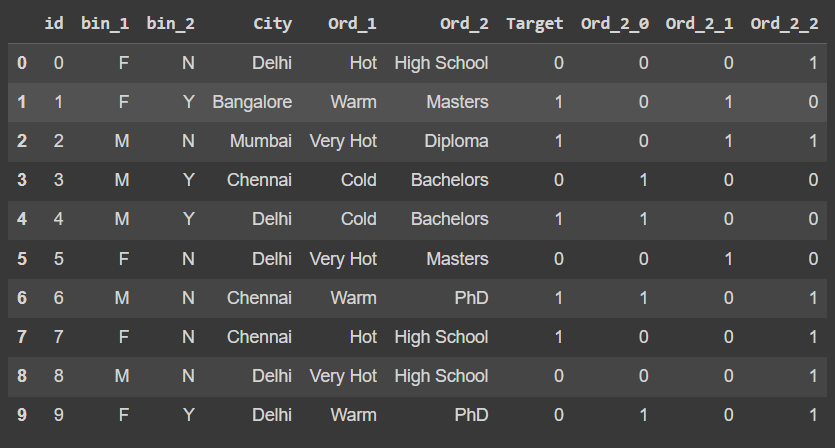 id bin_1 bin_2 City Ord_1 Ord_2 Target Ord_2_0 Ord_2_1 Ord_2_2
0 0 F N Delhi Hot High School 0 0 0 1
1 1 F Y Bangalore Warm Masters 1 0 1 0
2 2 M N Mumbai Very Hot Diploma 1 0 1 1
3 3 M Y Chennai Cold Bachelors 0 1 0 0
4 4 M Y Delhi Cold Bachelors 1 1 0 0
5 5 F N Delhi Very Hot Masters 0 0 1 0
6 6 M N Chennai Warm PhD 1 1 0 1
7 7 F N Chennai Hot High School 1 0 0 1
8 8 M N Delhi Very Hot High School 0 0 0 1
9 9 F Y Delhi Warm PhD 0 1 0 1